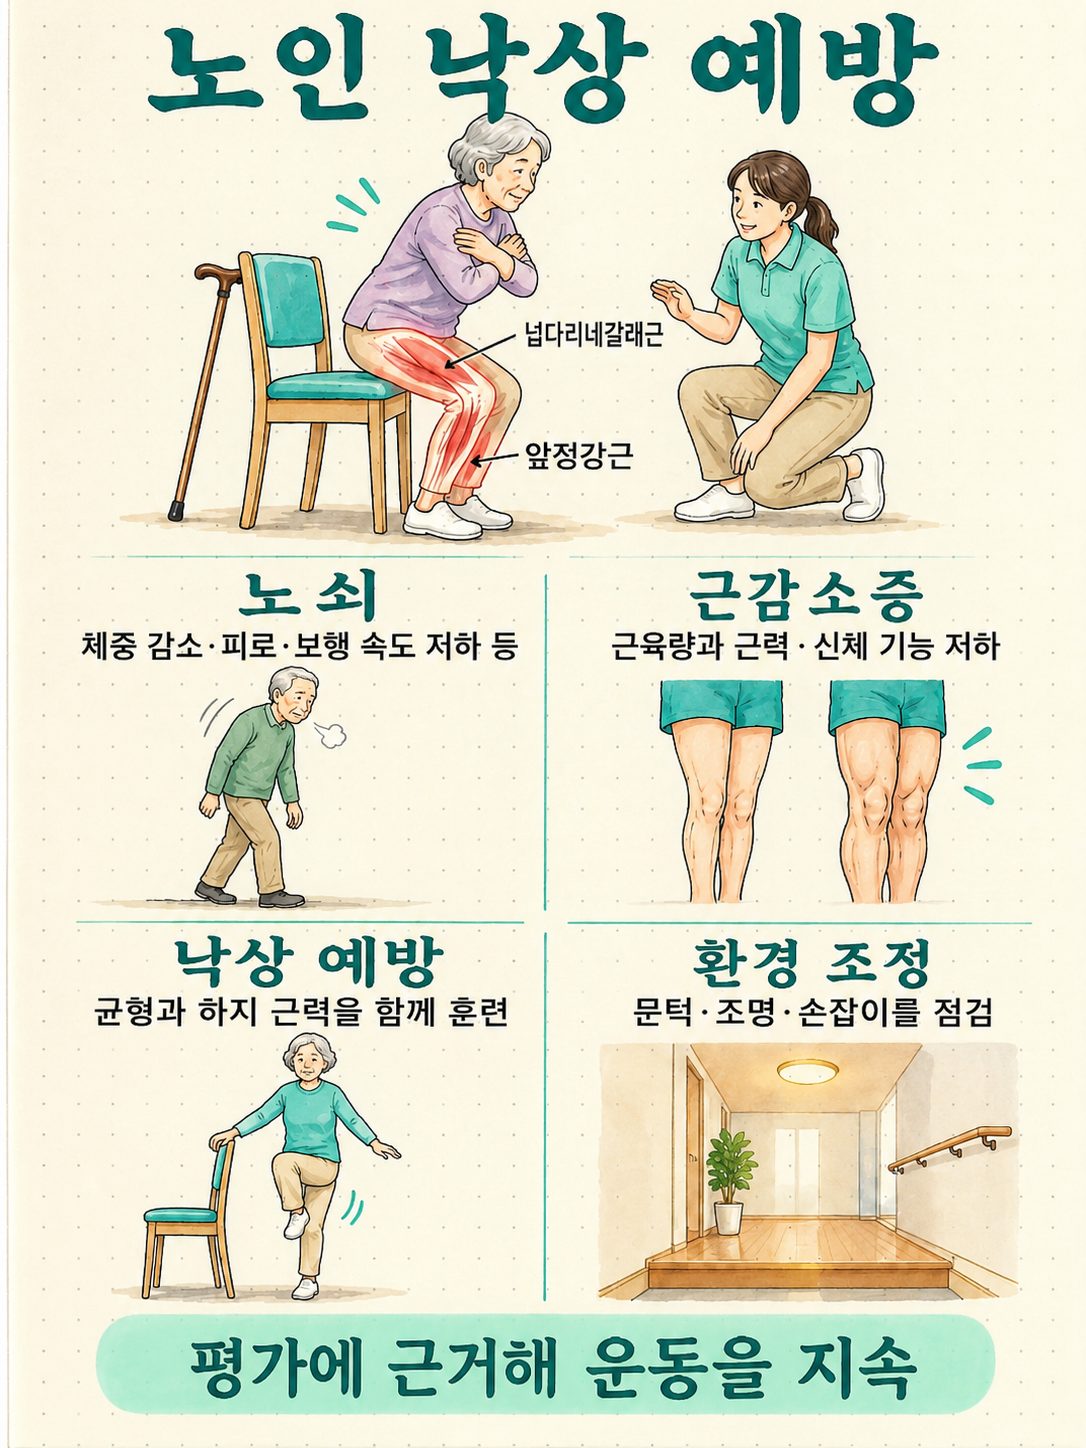 노인 낙상 예방
넙다리네갈래근
앞정강근
노쇠
체중 감소·피로·보행 속도 저하 등
근감소증
근육량과 근력·신체 기능 저하
낙상 예방
균형과 하지 근력을 함께 훈련
환경 조정
문턱·조명·손잡이를 점검
평가에 근거해 운동을 지속